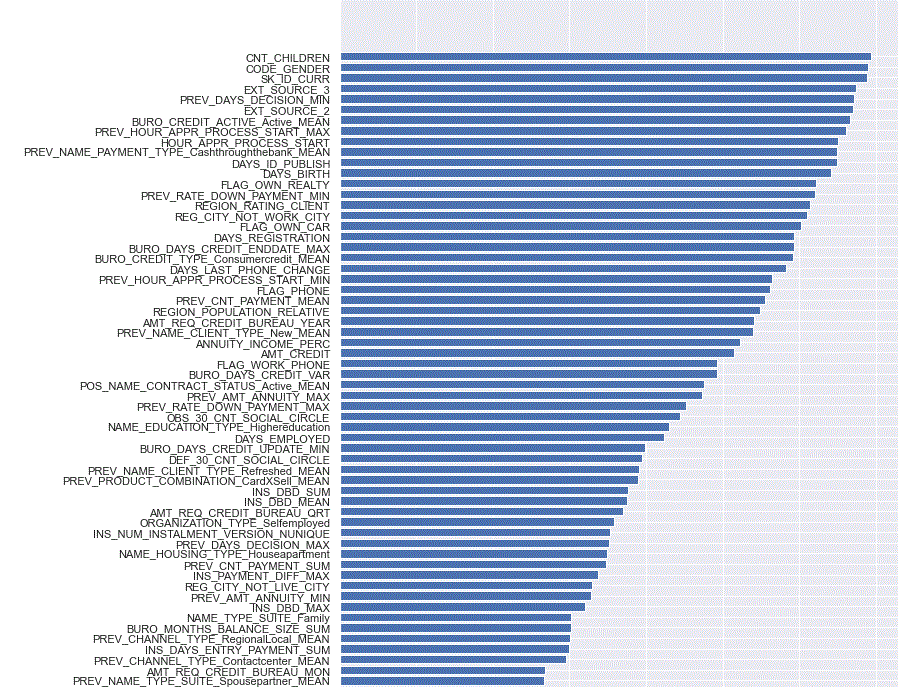 CNT_CHILDREN
CODE_GENDER
SK_ID_CURR
EXT_SOURCE_3
PREV_DAYS_DECISION_MIN
EXT_SOURCE_2
BURO_CREDIT_ACTIVE_Active_MEAN
PREV_HOUR_APPR_PROCESS_START_MAX
HOUR_APPR_PROCESS_START
PREV_NAME_PAYMENT_TYPE_Cashthroughthebank_MEAN
DAYS_ID_PUBLISH
DAYS_BIRTH
FLAG_OWN_REALTY
PREV_RATE_DOWN_PAYMENT_MIN
REGION_RATING_CLIENT
REG_CITY_NOT_WORK_CITY
FLAG_OWN_CAR
DAYS_REGISTRATION
BURO_DAYS_CREDIT_ENDDATE_MAX
BURO_CREDIT_TYPE_Consumercredit_MEAN
DAYS_LAST_PHONE_CHANGE
PREV_HOUR_APPR_PROCESS_START_MIN
FLAG_PHONE
PREV_CNT_PAYMENT_MEAN
REGION_POPULATION_RELATIVE
AMT_REQ_CREDIT_BUREAU_YEAR
PREV_NAME_CLIENT_TYPE_New_MEAN
ANNUITY_INCOME_PERC
AMT_CREDIT
FLAG_WORK_PHONE
BURO_DAYS_CREDIT_VAR
POS_NAME_CONTRACT_STATUS_Active_MEAN
PREV_AMT_ANNUITY_MAX
PREV_RATE_DOWN_PAYMENT_MAX
OBS_30_CNT_SOCIAL_CIRCLE
NAME_EDUCATION_TYPE_Highereducation
DAYS_EMPLOYED
BURO_DAYS_CREDIT_UPDATE_MIN
DEF_30_CNT_SOCIAL_CIRCLE
PREV_NAME_CLIENT_TYPE_Refreshed_MEAN
PREV_PRODUCT_COMBINATION_CardXSell_MEAN
INS_DBD_SUM
INS_DBD_MEAN
AMT_REQ_CREDIT_BUREAU_QRT
ORGANIZATION_TYPE_Selfemployed
INS_NUM_INSTALMENT_VERSION_NUNIQUE
PREV_DAYS_DECISION_MAX
NAME_HOUSING_TYPE_Houseapartment
PREV_CNT_PAYMENT_SUM
INS_PAYMENT_DIFF_MAX
REG_CITY_NOT_LIVE_CITY
PREV_AMT_ANNUITY_MIN
INS_DBD_MAX
NAME_TYPE_SUITE_Family
BURO_MONTHS_BALANCE_SIZE_SUM
PREV_CHANNEL_TYPE_RegionalLocal_MEAN
INS_DAYS_ENTRY_PAYMENT_SUM
PREV_CHANNEL_TYPE_Contactcenter_MEAN
AMT_REQ_CREDIT_BUREAU_MON
PREV_NAME_TYPE_SUITE_Spousepartner_MEAN